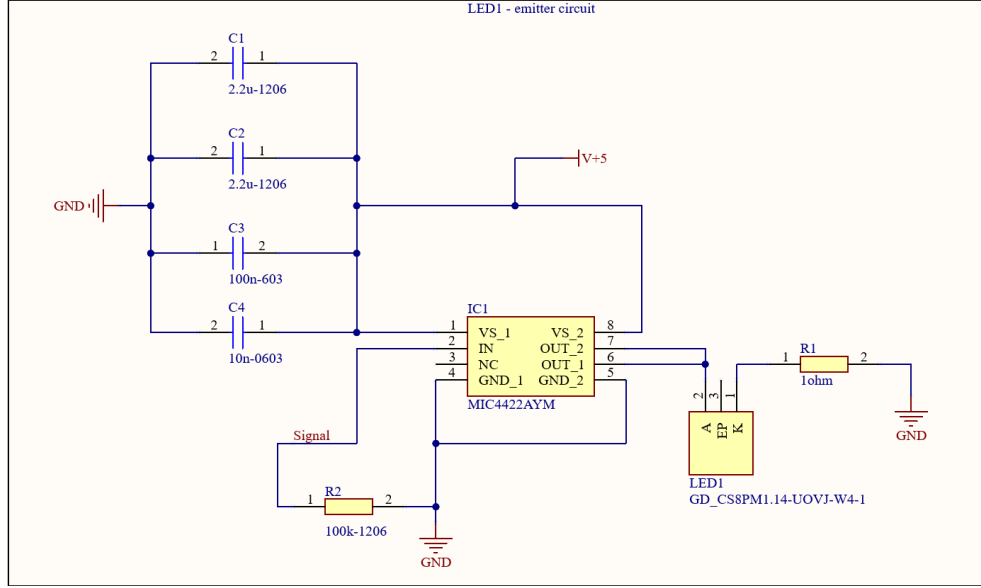 LED1 - emitter circuit
C1
2 1
2.2u-1206
C2
2 1
2.2u-1206
V+5
GND
C3
1 2
100n-603
C4
2 1
10n-0603
IC1
1 VS_1 VS_2 8
2 IN OUT_2 7
3 NC OUT_1 6
4 GND_1 GND_2 5
MIC4422AYM
R1
1 2
1ohm
2 3 1
A EP K
GND
LED1
GD_CS8PM1.14-UOVJ-W4-1
Signal
R2
1 2
100k-1206
GND